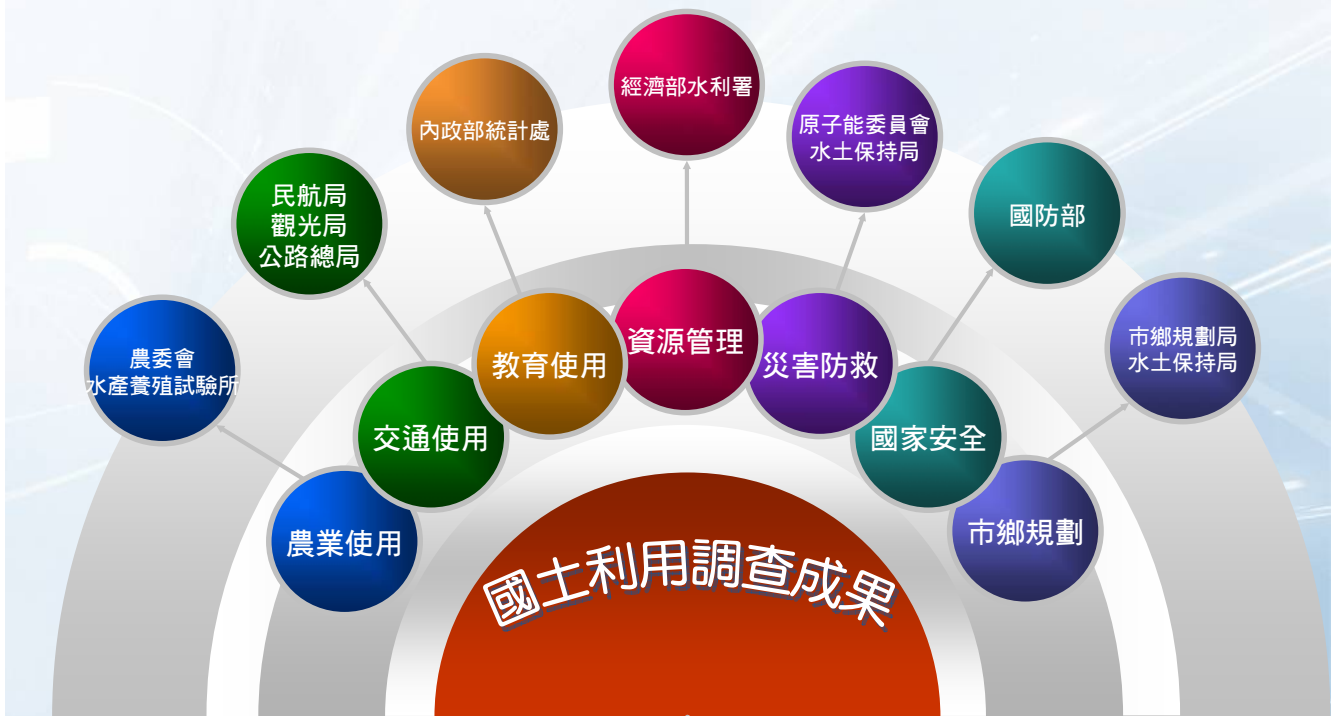 經濟部水利署
內政部統計處
原子能委員會
水土保持局
民航局
觀光局
公路總局
國防部
農委會
水產養殖試驗所
市鄉規劃局
水土保持局
資源管理
教育使用
災害防救
交通使用
國家安全
農業使用
市鄉規劃
國土利用調查成果